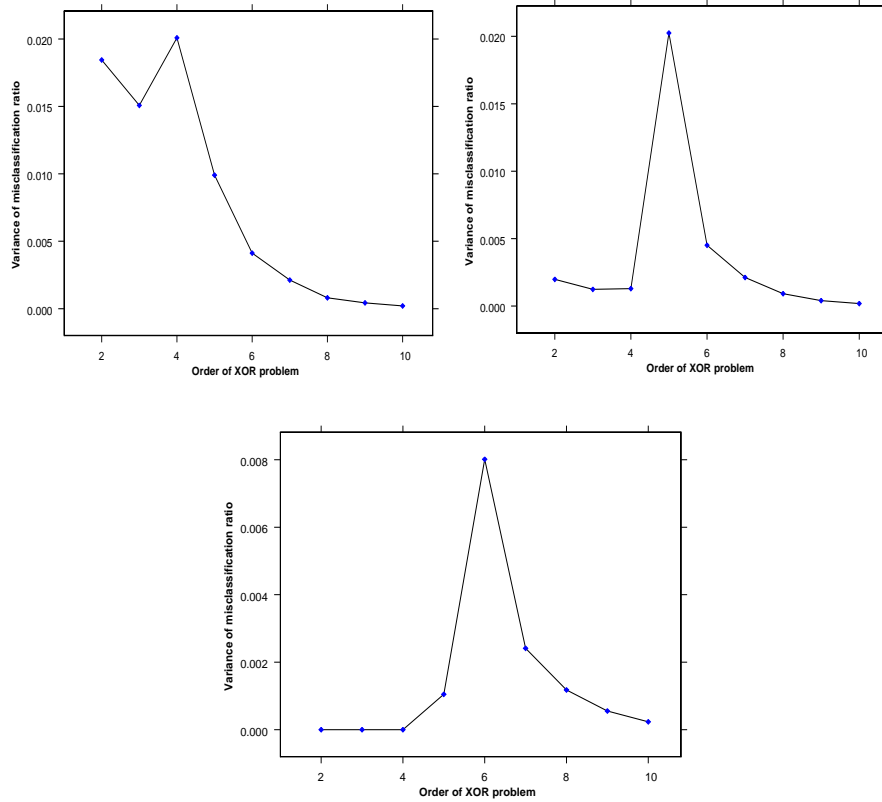 Variance of misclassification ratio
0.020
0.015
0.010
0.005
0.000
2 4 6 8 10
Order of XOR problem
Variance of misclassification ratio
0.020
0.015
0.010
0.005
0.000
2 4 6 8 10
Order of XOR problem
Variance of misclassification ratio
0.008
0.006
0.004
0.002
0.000
2 4 6 8 10
Order of XOR problem